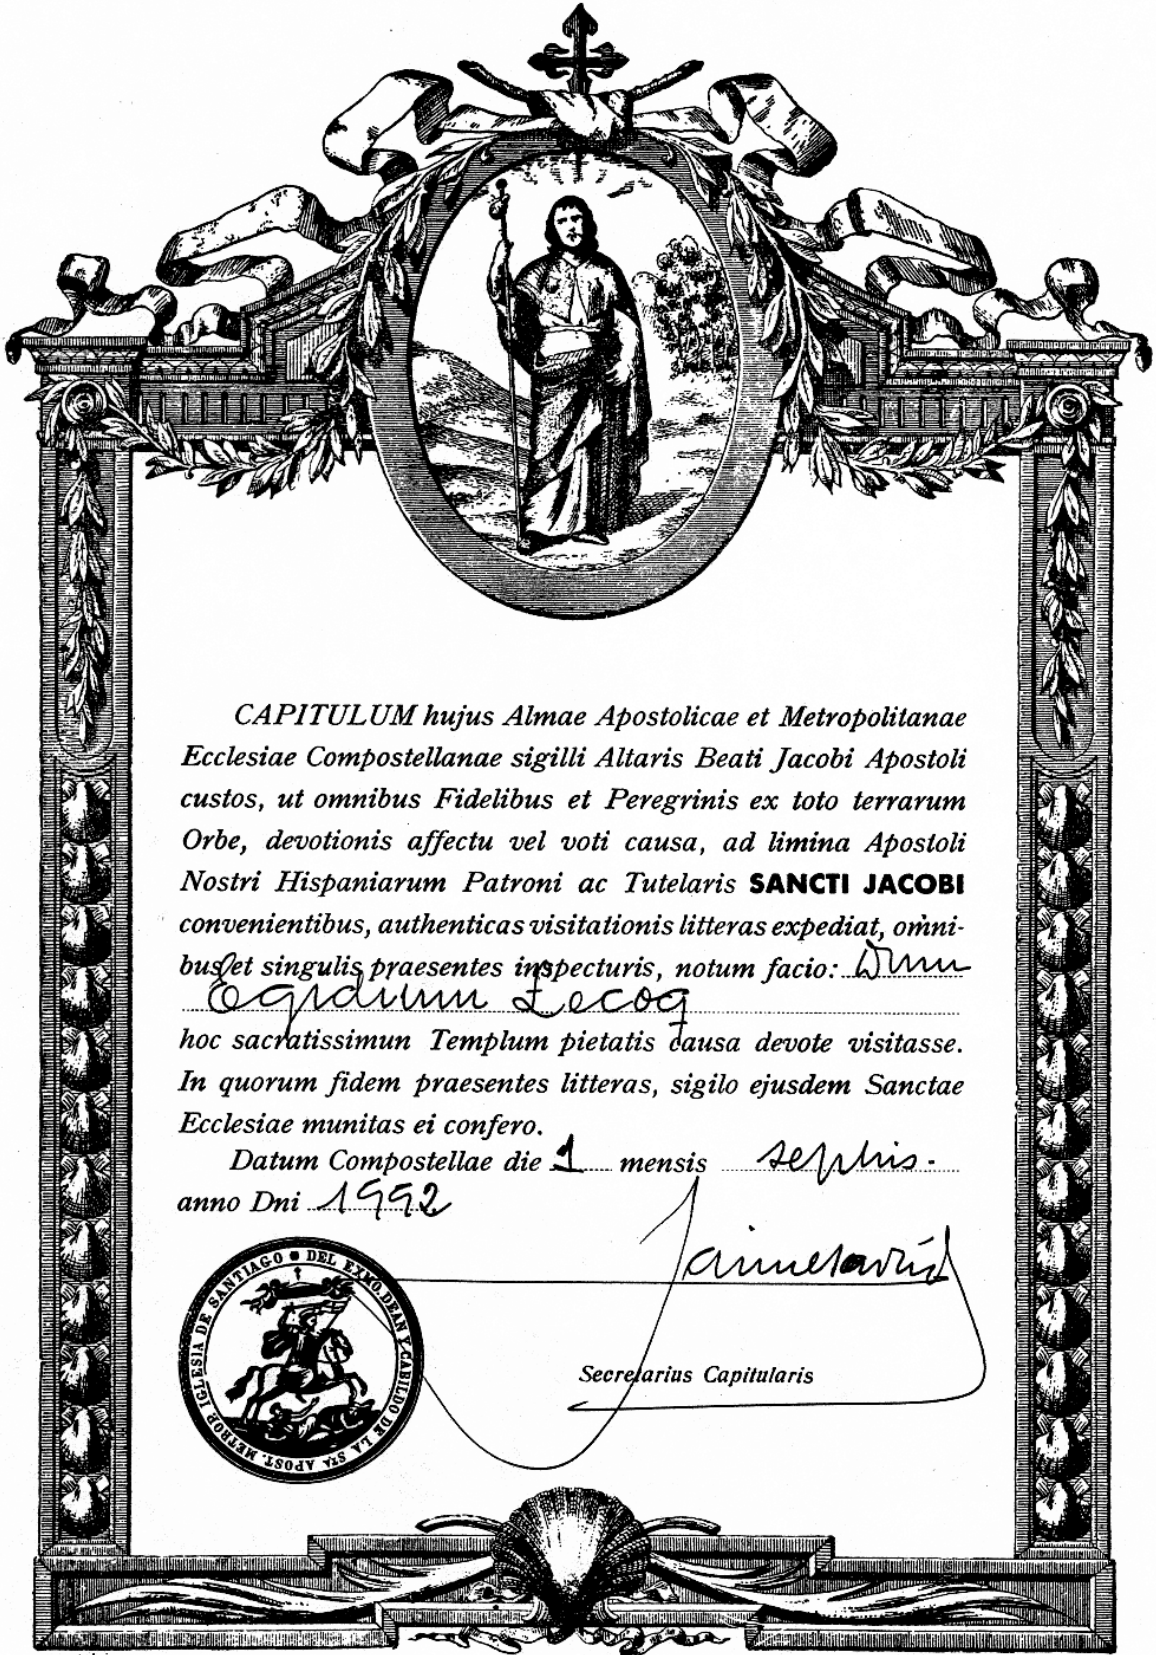 CAPITULUM hujus Almae Apostolicae et Metropolitanae
Ecclesiae Compostellanae sigilli Altaris Beati Jacobi Apostoli
custos, ut omnibus Fidelibus et Peregrinis ex toto terrarum
Orbe, devotionis affectu vel voti causa, ad limina Apostoli
Nostri Hispaniarum Patroni ac Tutelaris SANCTI JACOBI
convenientibus, authenticas visitationis litteras expediat, omni-
bus et singulis praesentes inspecturis, notum facio: Dnum
Egidium Lecoq
hoc sacratissimun Templum pietatis causa devote visitasse.
In quorum fidem praesentes litteras, sigilo ejusdem Sanctae
Ecclesiae munitas ei confero.
Datum Compostellae die 1 mensis septbris.
anno Dni 1992
DEL EXMO. DEAN Y CABILDO DE LA STA APOST. METROP. IGLESIA DE SANTIAGO
Secretarius Capitularis